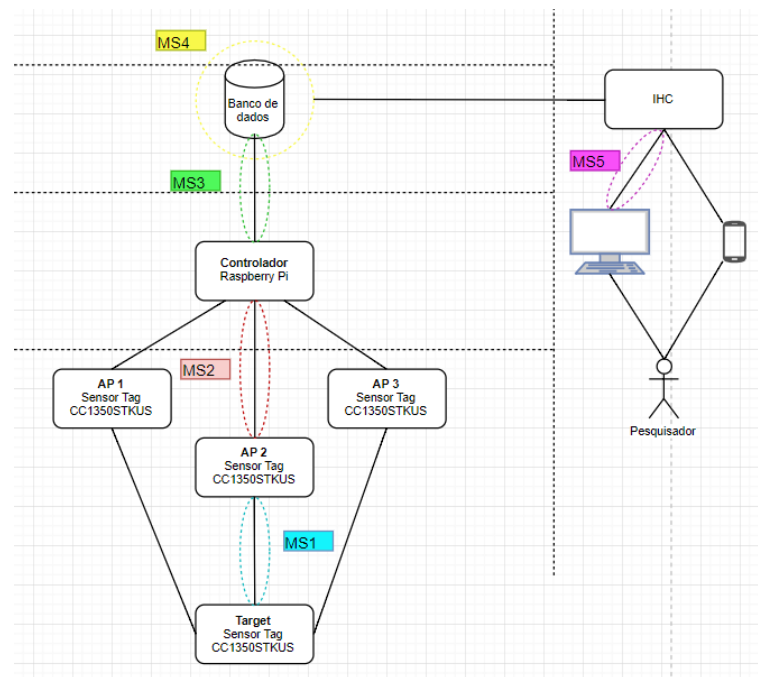 MS4
Banco de
dados
IHC
MS5
MS3
Controlador
Raspberry Pi
MS2
AP 1
Sensor Tag
CC1350STKUS
AP 3
Sensor Tag
CC1350STKUS
AP 2
Sensor Tag
CC1350STKUS
Pesquisador
MS1
Target
Sensor Tag
CC1350STKUS